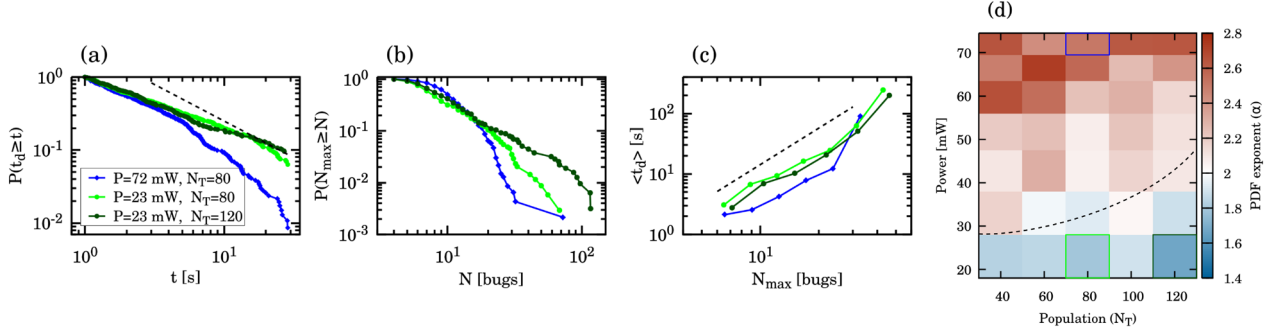 (a)
P(t_d≥t)
10^0
10^-1
10^-2
P=72 mW, N_T=80
P=23 mW, N_T=80
P=23 mW, N_T=120
10^0
10^1
t [s]
(b)
P(N_max≥N)
10^0
10^-1
10^-2
10^-3
10^1
10^2
N [bugs]
(c)
<t_d> [s]
10^2
10^1
10^0
10^1
N_max [bugs]
(d)
Power [mW]
70
60
50
40
30
20
40
60
80
100
120
Population (N_T)
2.8
2.6
2.4
2.2
2
1.8
1.6
1.4
PDF exponent (α)